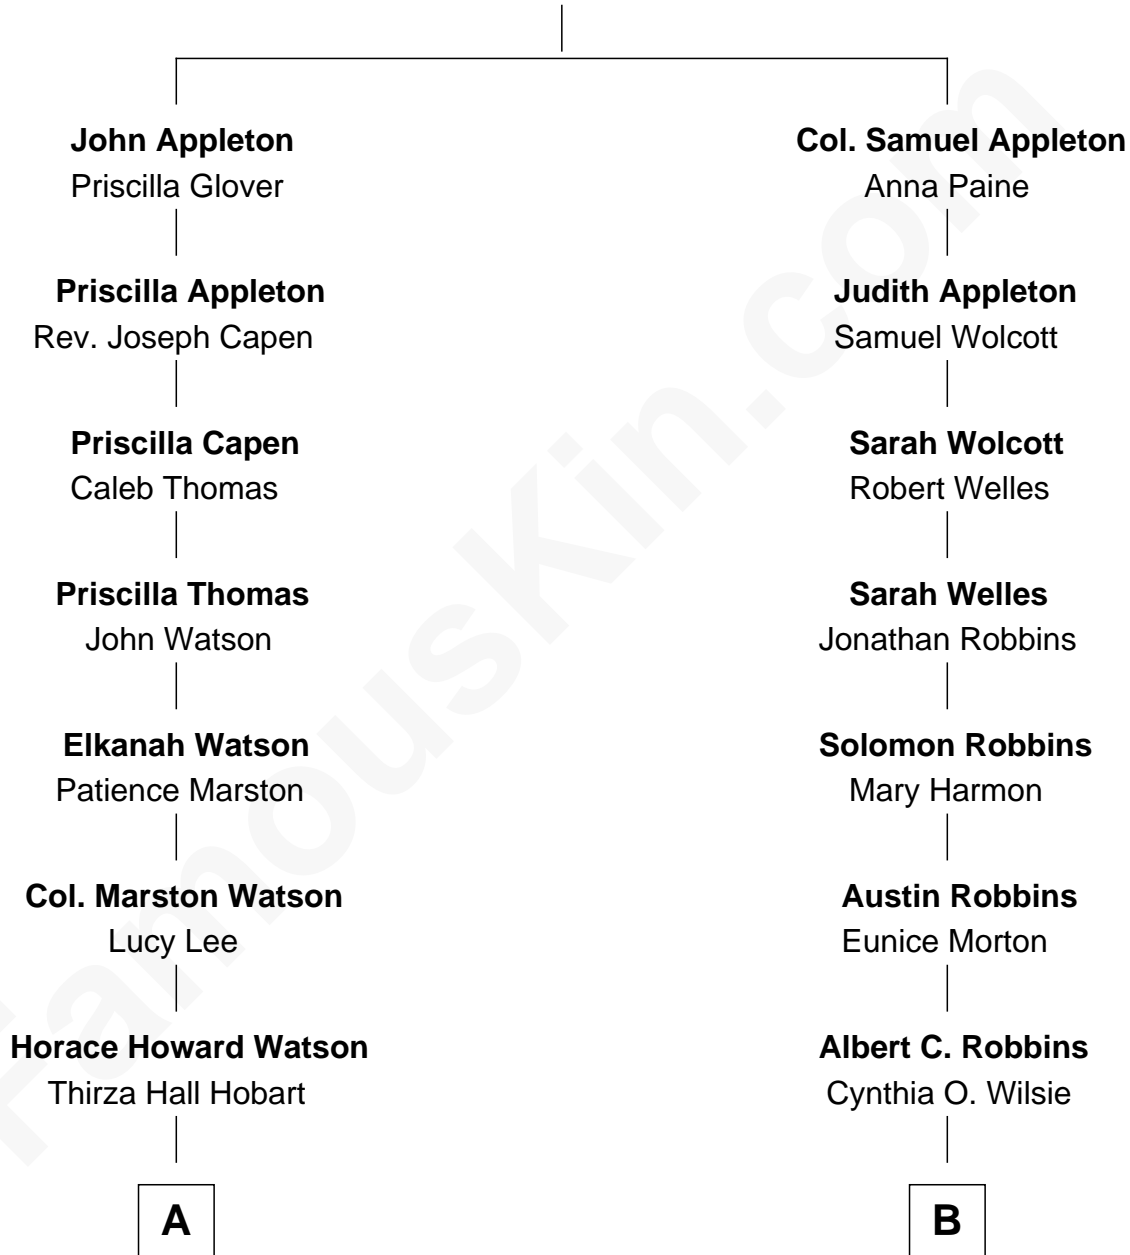 John Appleton
Priscilla Glover
Priscilla Appleton
Rev. Joseph Capen
Priscilla Capen
Caleb Thomas
Priscilla Thomas
John Watson
Elkanah Watson
Patience Marston
Col. Marston Watson
Lucy Lee
Horace Howard Watson
Thirza Hall Hobart
A
Col. Samuel Appleton
Anna Paine
Judith Appleton
Samuel Wolcott
Sarah Wolcott
Robert Welles
Sarah Welles
Jonathan Robbins
Solomon Robbins
Mary Harmon
Austin Robbins
Eunice Morton
Albert C. Robbins
Cynthia O. Wilsie
B
FamousKin.com